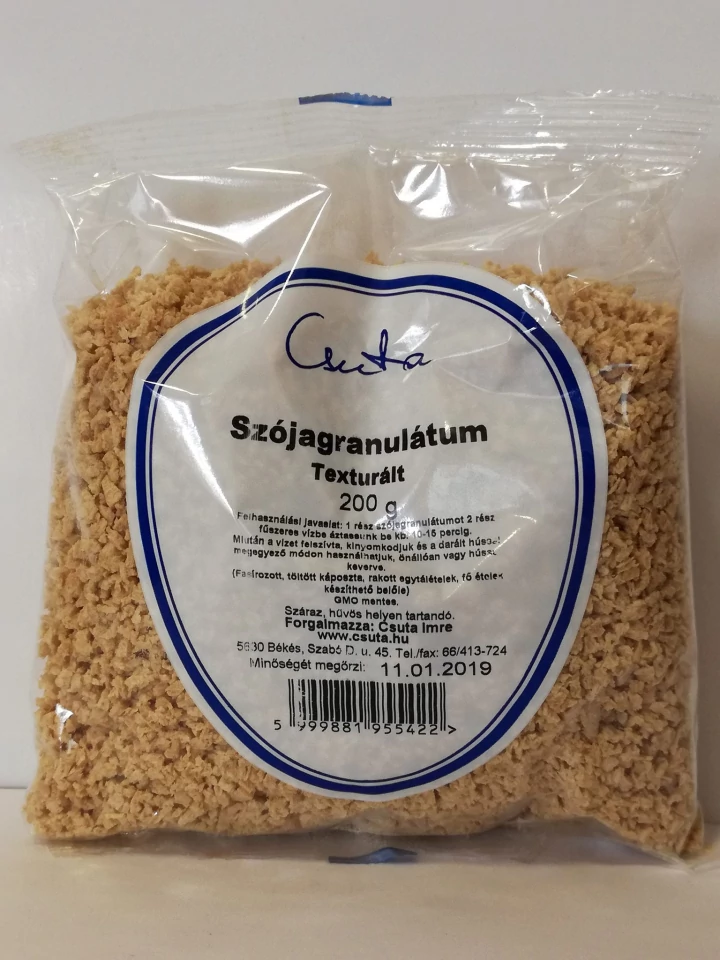 Csuta
Szójagranulátum
Texturált
200 g
Felhasználási javaslat: 1 rész szójagranulátumot 2 rész
fűszeres vízbe áztassunk be kb. 10-15 percig.
Miután a vizet felszívta, kinyomkodjuk és a darált hússal
megegyező módon használhatjuk, önállóan vagy hússal
keverve.
(Fasírozott, töltött káposzta, rakott egytálételek, fő ételek
készíthető belőle)
GMO mentes.
Száraz, hűvös helyen tartandó.
Forgalmazza: Csuta Imre
www.csuta.hu
5630 Békés, Szabó D. u. 45. Tel./fax: 66/413-724
Minőségét megőrzi: 11.01.2019
5 999881 955422 >